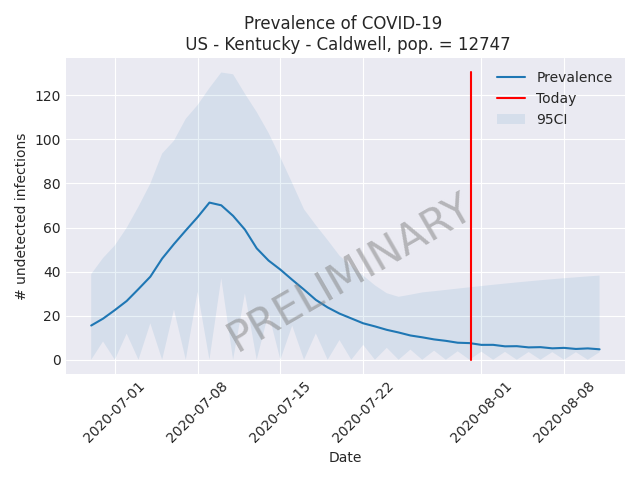 Prevalence of COVID-19
US - Kentucky - Caldwell, pop. = 12747
# undetected infections
120
100
80
60
40
20
0
Prevalence
Today
95CI
PRELIMINARY
2020-07-01
2020-07-08
2020-07-15
2020-07-22
2020-08-01
2020-08-08
Date